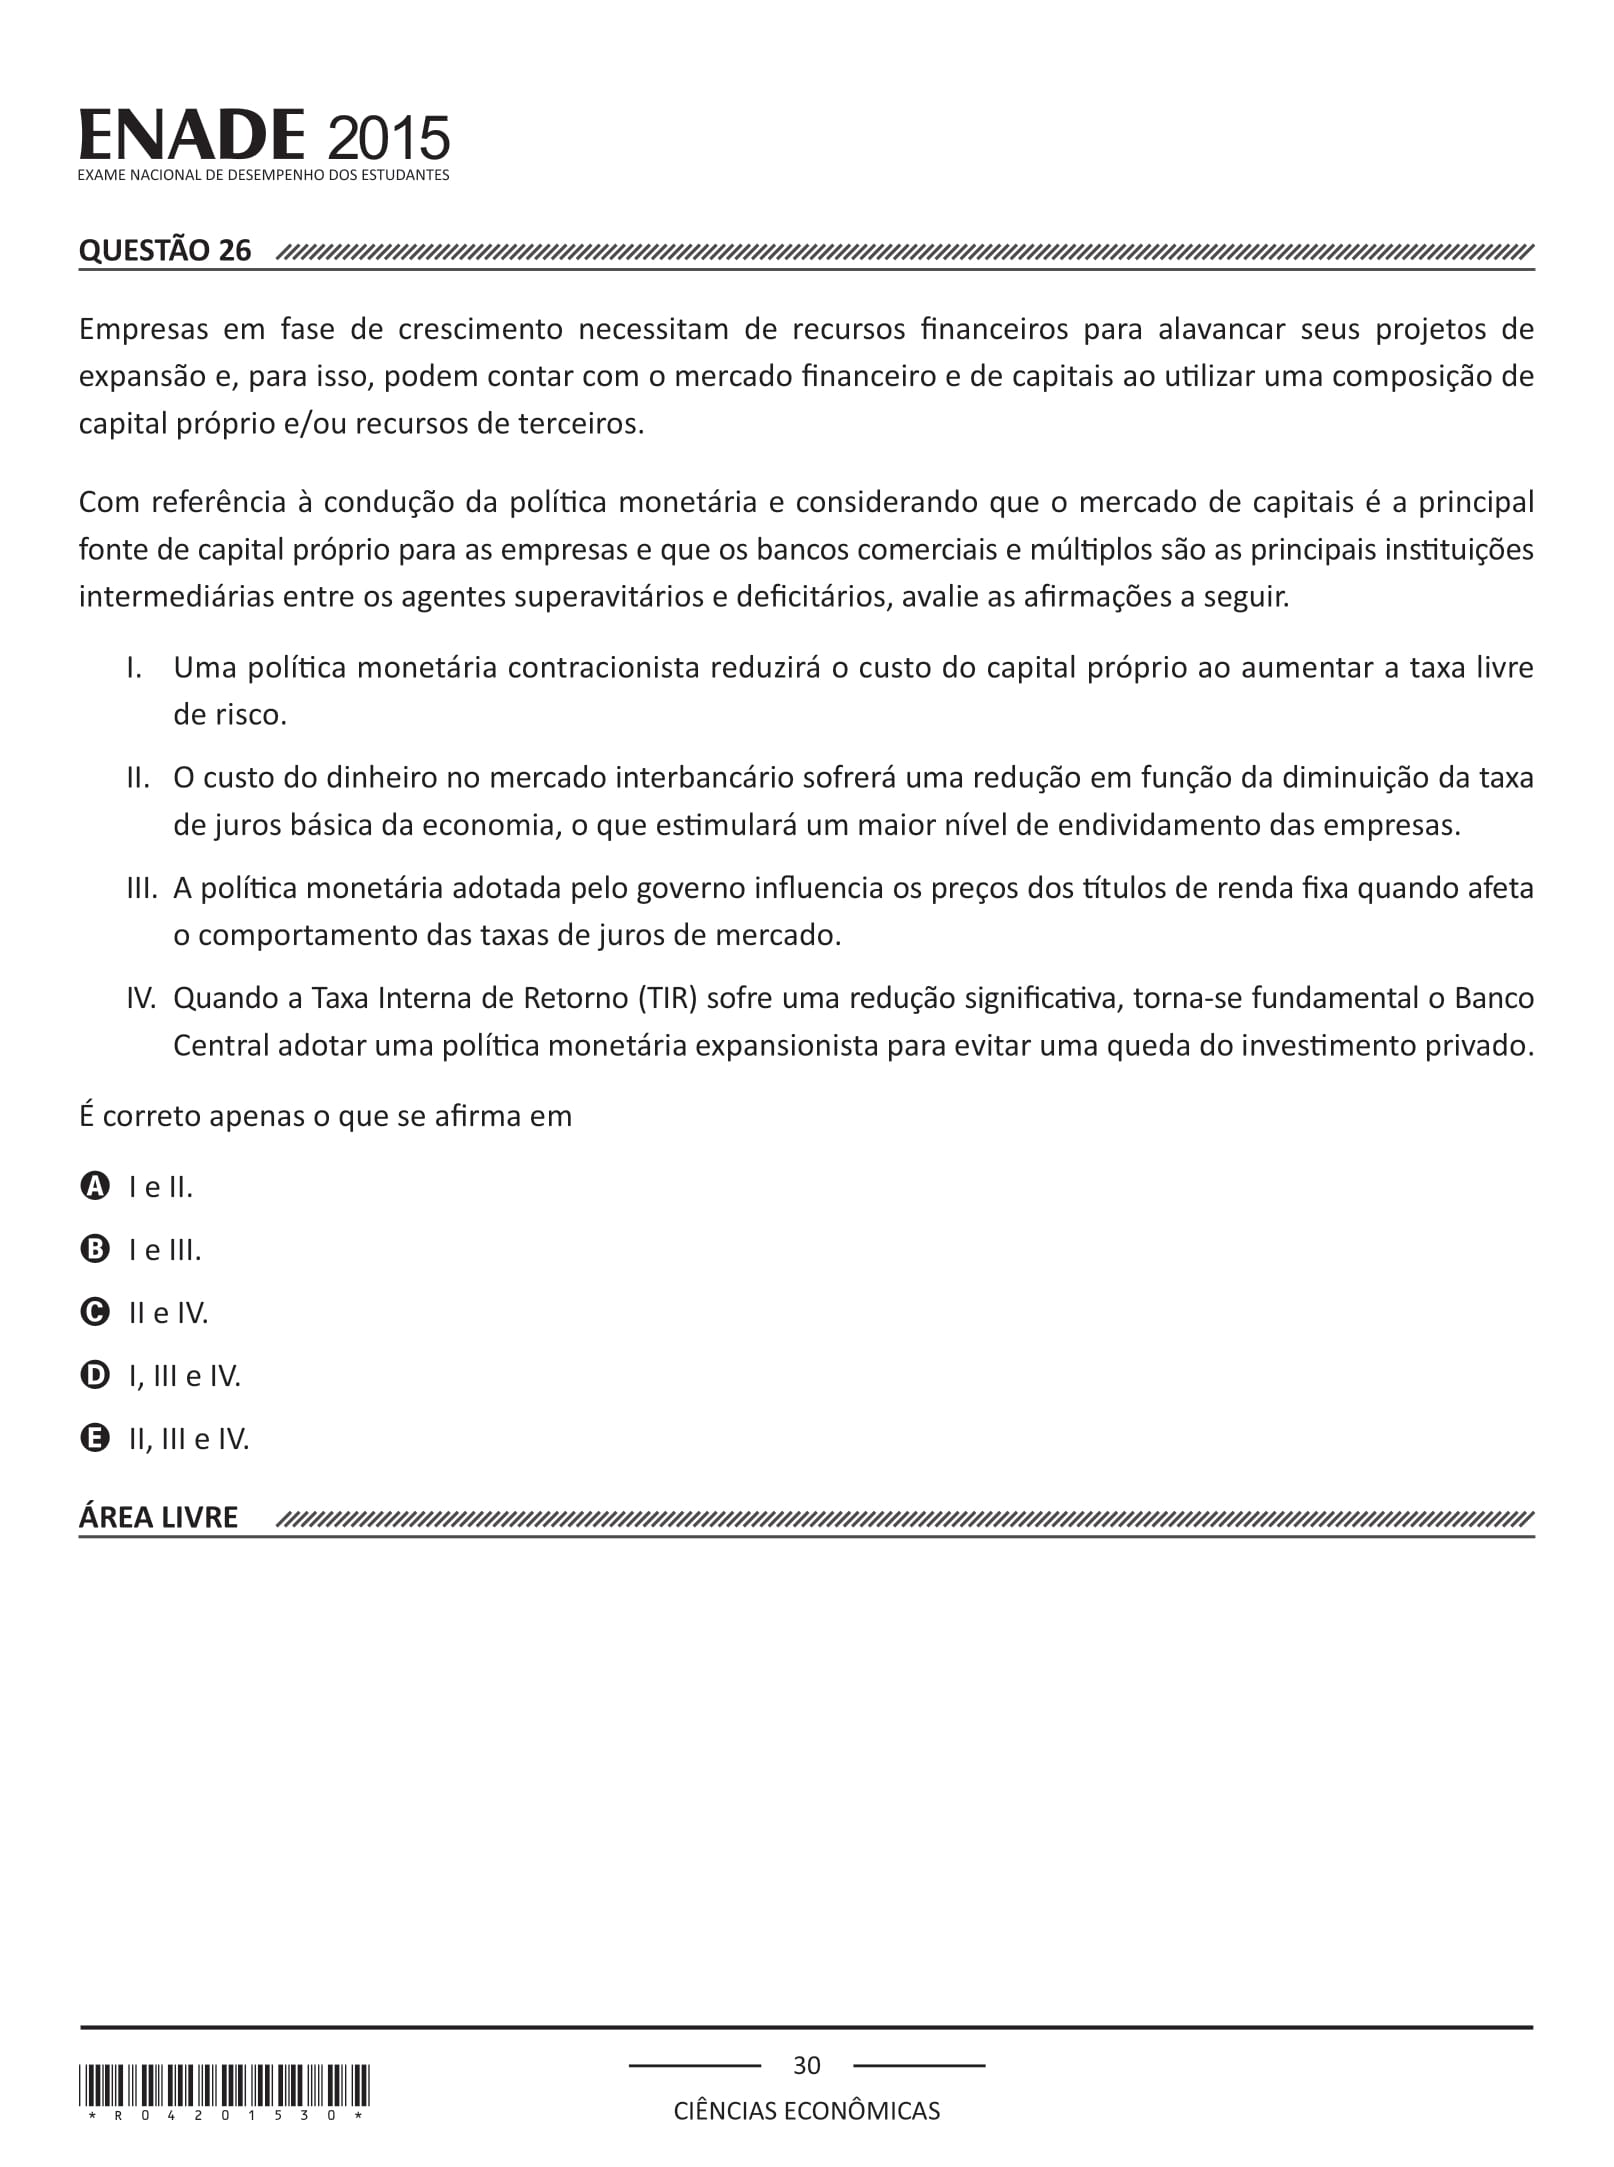 ENADE 2015
EXAME NACIONAL DE DESEMPENHO DOS ESTUDANTES
QUESTÃO 26
Empresas em fase de crescimento necessitam de recursos financeiros para alavancar seus projetos de
expansão e, para isso, podem contar com o mercado financeiro e de capitais ao utilizar uma composição de
capital próprio e/ou recursos de terceiros.
Com referência à condução da política monetária e considerando que o mercado de capitais é a principal
fonte de capital próprio para as empresas e que os bancos comerciais e múltiplos são as principais instituições
intermediárias entre os agentes superavitários e deficitários, avalie as afirmações a seguir.
I. Uma política monetária contracionista reduzirá o custo do capital próprio ao aumentar a taxa livre
de risco.
II. O custo do dinheiro no mercado interbancário sofrerá uma redução em função da diminuição da taxa
de juros básica da economia, o que estimulará um maior nível de endividamento das empresas.
III. A política monetária adotada pelo governo influencia os preços dos títulos de renda fixa quando afeta
o comportamento das taxas de juros de mercado.
IV. Quando a Taxa Interna de Retorno (TIR) sofre uma redução significativa, torna-se fundamental o Banco
Central adotar uma política monetária expansionista para evitar uma queda do investimento privado.
É correto apenas o que se afirma em
A I e II.
B I e III.
C II e IV.
D I, III e IV.
E II, III e IV.
ÁREA LIVRE
30
CIÊNCIAS ECONÔMICAS
*R04201530*